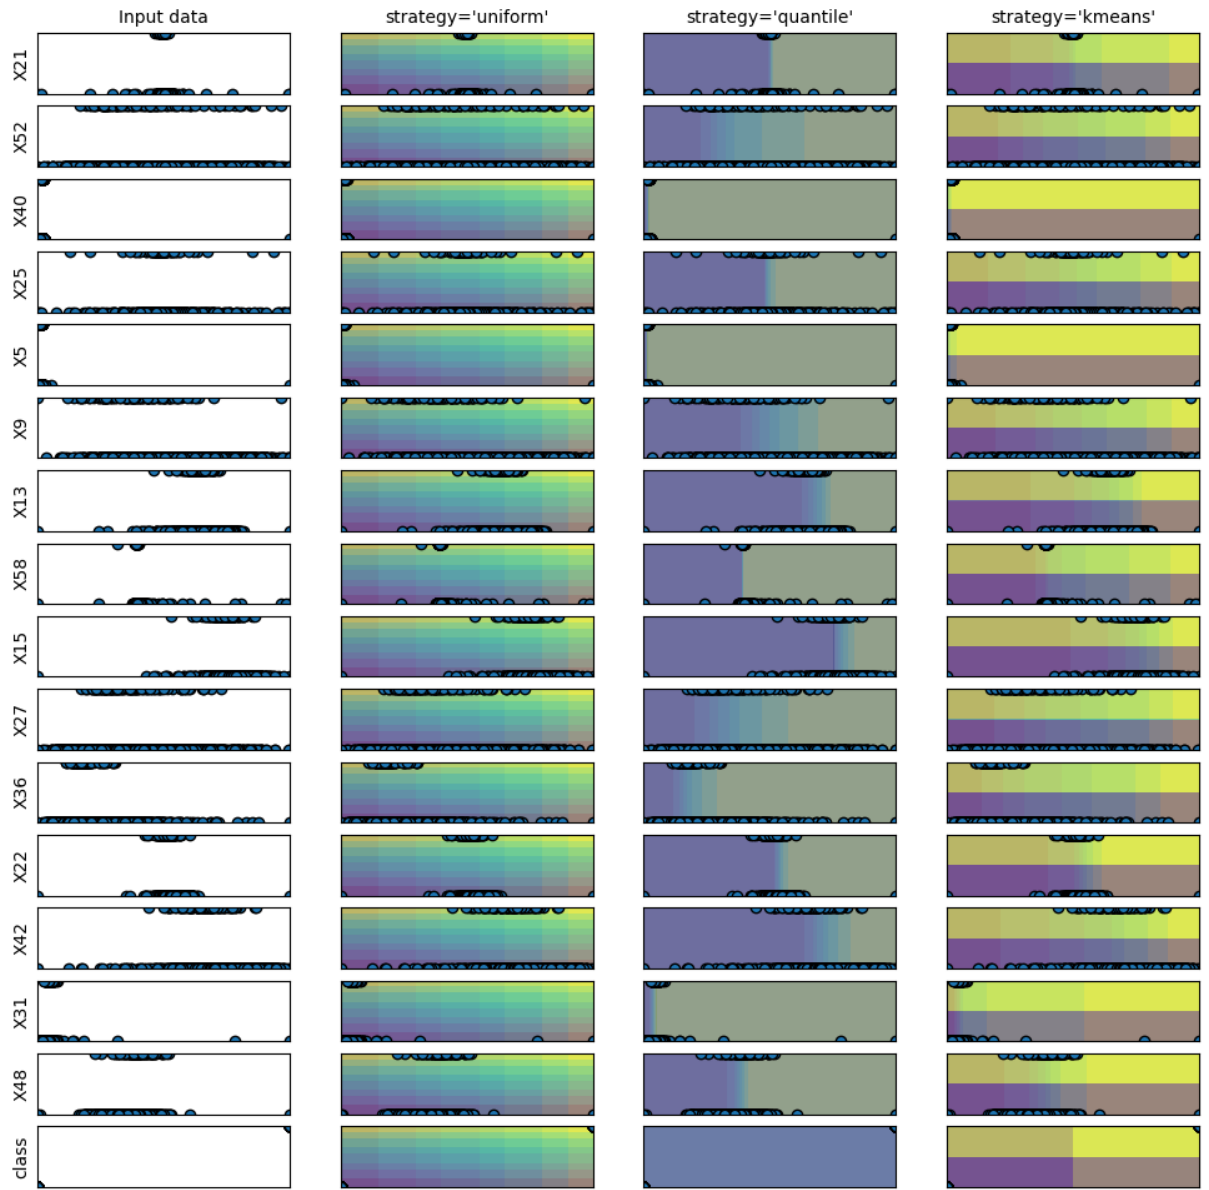 Input data strategy='uniform' strategy='quantile' strategy='kmeans'
X21
X52
X40
X25
X5
X9
X13
X58
X15
X27
X36
X22
X42
X31
X48
class